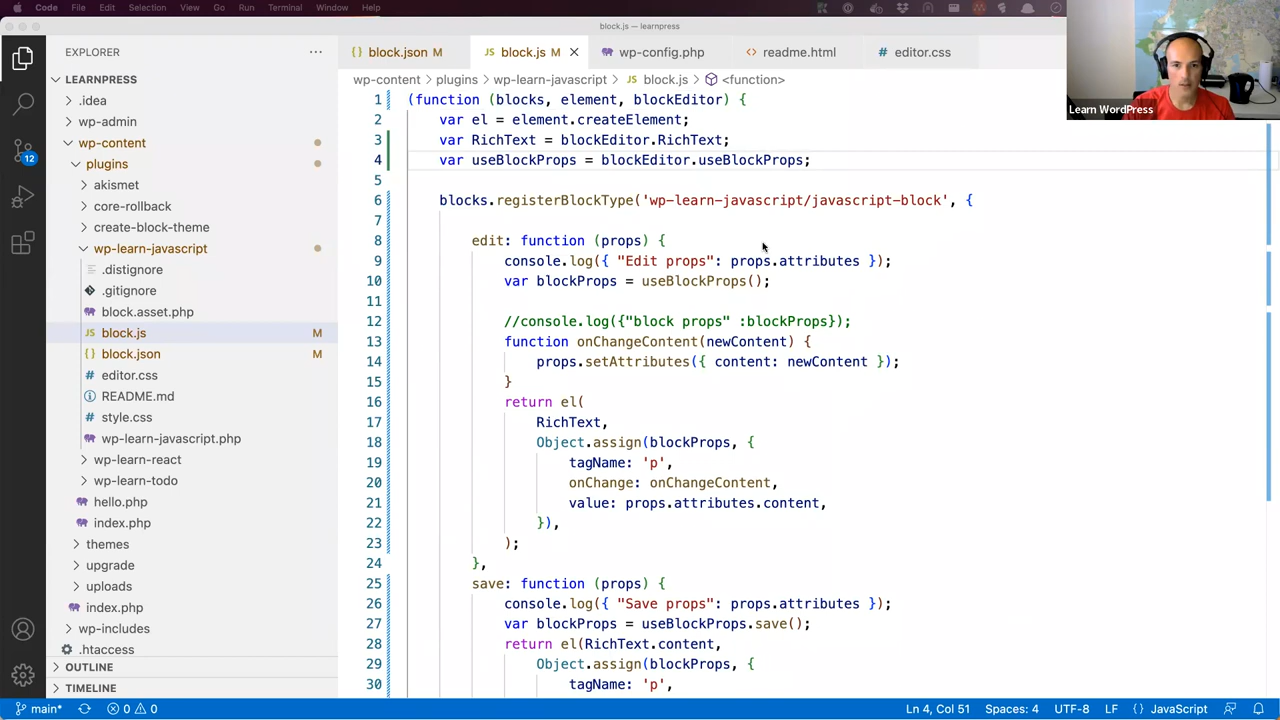 Code File Edit Selection View Go Run Terminal Window Help
block.js — learnpress
EXPLORER
LEARNPRESS
.idea
wp-admin
wp-content
plugins
akismet
core-rollback
create-block-theme
wp-learn-javascript
.distignore
.gitignore
block.asset.php
JS block.js M
block.json M
# editor.css
README.md
# style.css
wp-learn-javascript.php
wp-learn-react
wp-learn-todo
hello.php
index.php
themes
upgrade
uploads
index.php
wp-includes
.htaccess
OUTLINE
TIMELINE
12
{} block.json M
JS block.js M
wp-config.php
<> readme.html
# editor.css
wp-content > plugins > wp-learn-javascript > JS block.js > <function>
1 (function (blocks, element, blockEditor) {
2 var el = element.createElement;
3 var RichText = blockEditor.RichText;
4 var useBlockProps = blockEditor.useBlockProps;
5
6 blocks.registerBlockType('wp-learn-javascript/javascript-block', {
7
8 edit: function (props) {
9 console.log({ "Edit props": props.attributes });
10 var blockProps = useBlockProps();
11
12 //console.log({"block props" :blockProps});
13 function onChangeContent(newContent) {
14 props.setAttributes({ content: newContent });
15 }
16 return el(
17 RichText,
18 Object.assign(blockProps, {
19 tagName: 'p',
20 onChange: onChangeContent,
21 value: props.attributes.content,
22 }),
23 );
24 },
25 save: function (props) {
26 console.log({ "Save props": props.attributes });
27 var blockProps = useBlockProps.save();
28 return el(RichText.content,
29 Object.assign(blockProps, {
30 tagName: 'p',
Learn WordPress
main* 0 0 Ln 4, Col 51 Spaces: 4 UTF-8 LF {} JavaScript